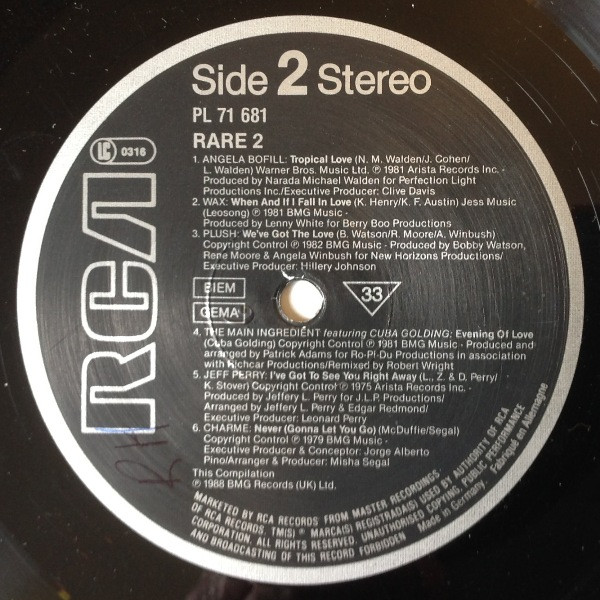 Side 2 Stereo
PL 71 681
RARE 2
LC 0316
RCA
1. ANGELA BOFILL: Tropical Love (N. M. Walden/J. Cohen/
L. Walden) Warner Bros. Music Co. ℗ 1981 Arista Records Inc. -
Produced by Narada Michael Walden for Perfection Light
Productions Inc./Executive Producer: Clive Davis
2. WAX: When And If I Fall In Love (K. Henry/K. F. Austin) Jess Music
(Leosong) ℗ 1981 BMG Music -
Produced by Lenny White for Berry Boo Productions
3. PLUSH: We've Got The Love (B. Watson/R. Moore/A. Winbush)
Copyright Control ℗ 1982 BMG Music - Produced by Bobby Watson,
Rene Moore & Angela Winbush for New Horizons Productions/
Executive Producer: Hillery Johnson
BIEM
GEMA
33
4. THE MAIN INGREDIENT featuring CUBA GOLDING: Evening Of Love
(Cuba Golding) Copyright Control ℗ 1981 BMG Music - Produced and
arranged by Patrick Adams for Ro-Pi-Du Productions in association
with Richcar Productions/Remixed by Robert Wright
5. JEFF PERRY: I've Got To See You Right Away (L., Z. & D. Perry/
K. Stover) Copyright Control ℗ 1975 Arista Records Inc. -
Produced by Jeffery L. Perry for J.L.P. Productions/
Arranged by Jeffery L. Perry & Edgar Redmond/
Executive Producer: Leonard Perry
6. CHARME: Never (Gonna Let You Go) (McDuffie/Segal)
Copyright Control ℗ 1979 BMG Music -
Executive Producer & Conceptor: Jorge Alberto
Pino/Arranger & Producer: Misha Segal
This Compilation
℗ 1988 BMG Records (UK) Ltd.
MARKETED BY RCA RECORDS FROM MASTER RECORDINGS
OF RCA RECORDS. TM(S) ® MARCA(S) REGISTRADA(S) USED BY AUTHORITY OF RCA
CORPORATION. ALL RIGHTS RESERVED. UNAUTHORISED COPYING, PUBLIC PERFORMANCE
AND BROADCASTING OF THIS RECORD FORBIDDEN
Made in Germany.
Fabriqué en Allemagne